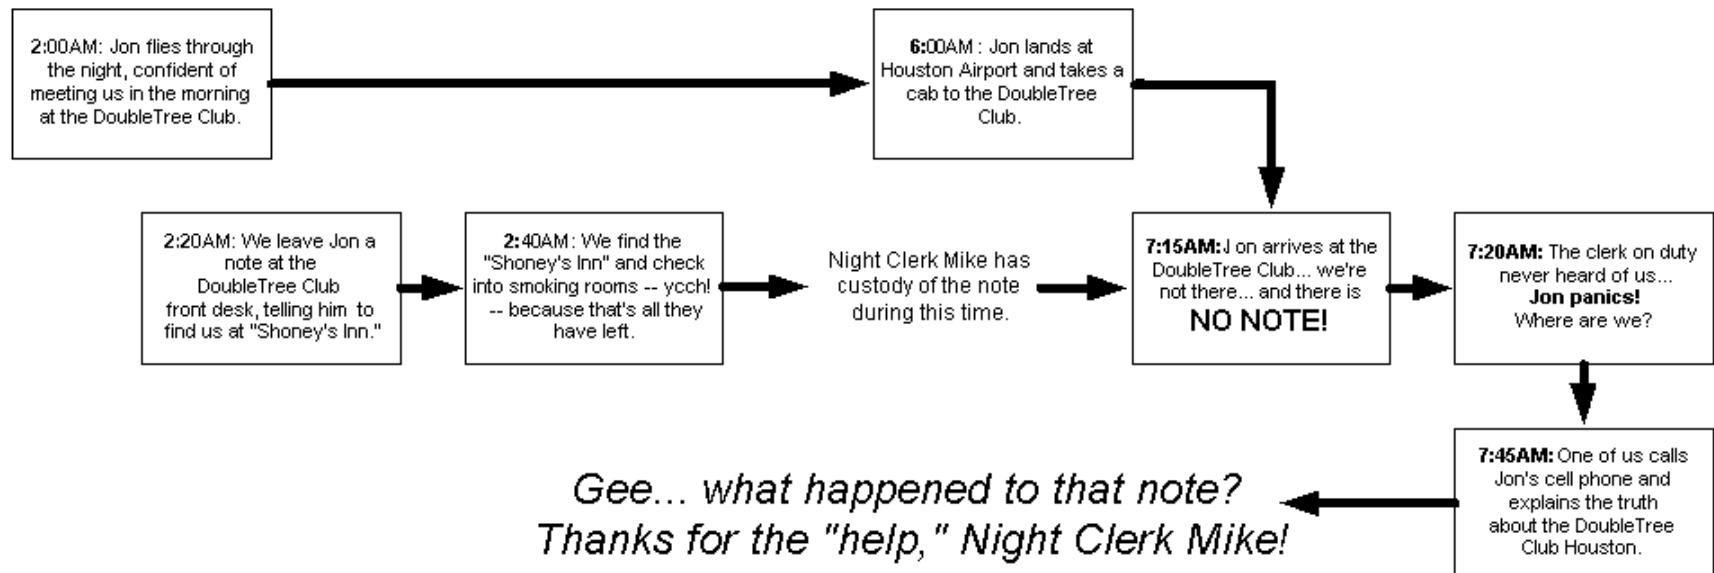 2:00AM: Jon flies through
the night, confident of
meeting us in the morning
at the DoubleTree Club.
6:00AM : Jon lands at
Houston Airport and takes a
cab to the DoubleTree
Club.
2:20AM: We leave Jon a
note at the
DoubleTree Club
front desk, telling him to
find us at "Shoney's Inn."
2:40AM: We find the
"Shoney's Inn" and check
into smoking rooms -- ycch!
-- because that's all they
have left.
Night Clerk Mike has
custody of the note
during this time.
7:15AM: Jon arrives at the
DoubleTree Club... we're
not there... and there is
NO NOTE!
7:20AM: The clerk on duty
never heard of us...
Jon panics!
Where are we?
7:45AM: One of us calls
Jon's cell phone and
explains the truth
about the DoubleTree
Club Houston.
Gee... what happened to that note?
Thanks for the "help," Night Clerk Mike!